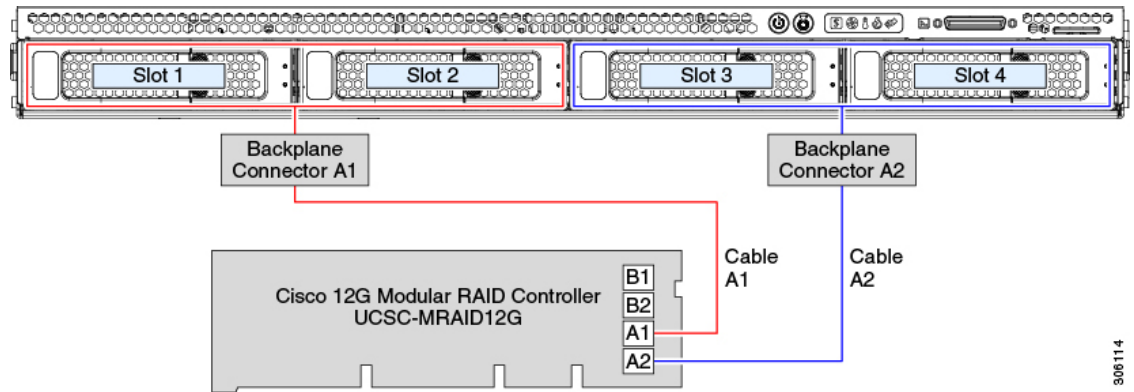 Slot 1
Slot 2
Slot 3
Slot 4
Backplane
Connector A1
Backplane
Connector A2
Cable
A1
Cable
A2
Cisco 12G Modular RAID Controller
UCSC-MRAID12G
B1
B2
A1
A2
306114